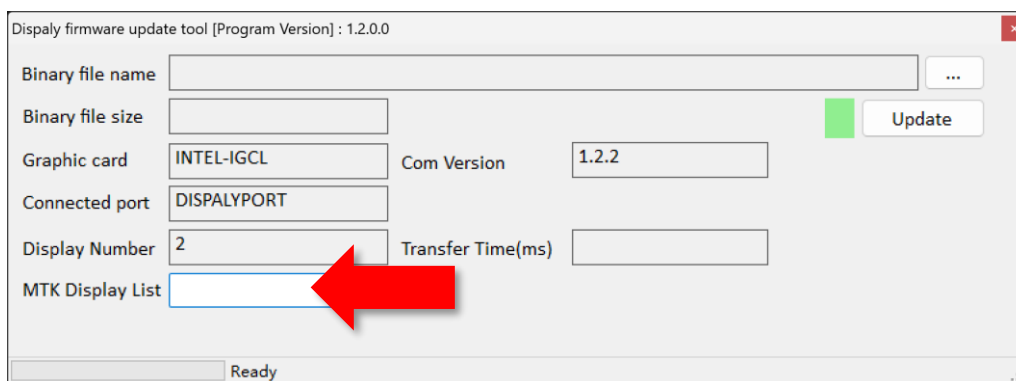 Dispaly firmware update tool [Program Version] : 1.2.0.0
Binary file name ...
Binary file size Update
Graphic card INTEL-IGCL Com Version 1.2.2
Connected port DISPALYPORT
Display Number 2 Transfer Time(ms)
MTK Display List
Ready